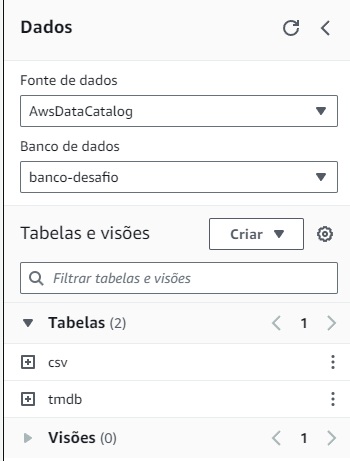 Dados
Fonte de dados
AwsDataCatalog
Banco de dados
banco-desafio
Tabelas e visões
Criar
Filtrar tabelas e visões
Tabelas (2)
1
csv
tmdb
Visões (0)
1